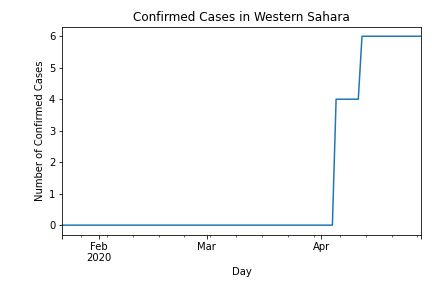 Confirmed Cases in Western Sahara
Number of Confirmed Cases
6
5
4
3
2
1
0
Feb
2020
Mar
Apr
Day